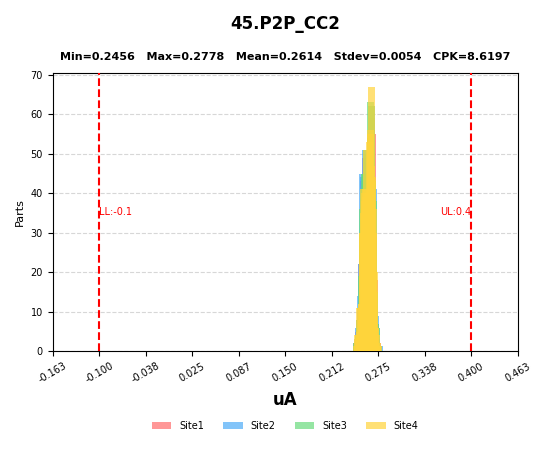 45.P2P_CC2
Min=0.2456 Max=0.2778 Mean=0.2614 Stdev=0.0054 CPK=8.6197
70
60
50
40
30
20
10
0
Parts
LL:-0.1
UL:0.4
-0.163 -0.100 -0.038 0.025 0.087 0.150 0.212 0.275 0.338 0.400 0.463
uA
Site1 Site2 Site3 Site4